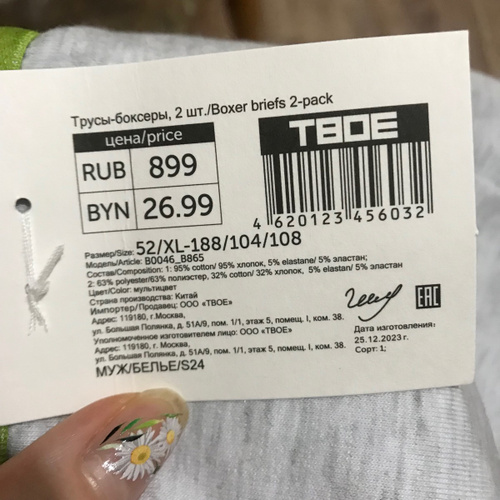 Трусы-боксеры, 2 шт./Boxer briefs 2-pack
цена/price
RUB 899
BYN 26.99
ТВОЕ
4 620123 456032
Размер/Size: 52/XL-188/104/108
Модель/Article: B0046_B865
Состав/Composition: 1: 95% cotton/ 95% хлопок, 5% elastane/ 5% эластан;
2: 63% polyester/63% полиэстер, 32% cotton/ 32% хлопок, 5% elastane/ 5% эластан
Цвет/Color: мультицвет
Страна производства: Китай
Импортер/Продавец: ООО «ТВОЕ»
Адрес: 119180, г.Москва,
ул. Большая Полянка, д. 51А/9, пом. 1/1, этаж 5, помещ. I, ком. 38.
Уполномоченное изготовителем лицо: ООО «ТВОЕ»
Адрес: 119180, г. Москва,
ул. Большая Полянка, д. 51А/9, пом. 1/1, этаж 5, помещ. I, ком. 38.
МУЖ/БЕЛЬЕ/S24
EAC
Дата изготовления:
25.12.2023 г.
Сорт: 1;